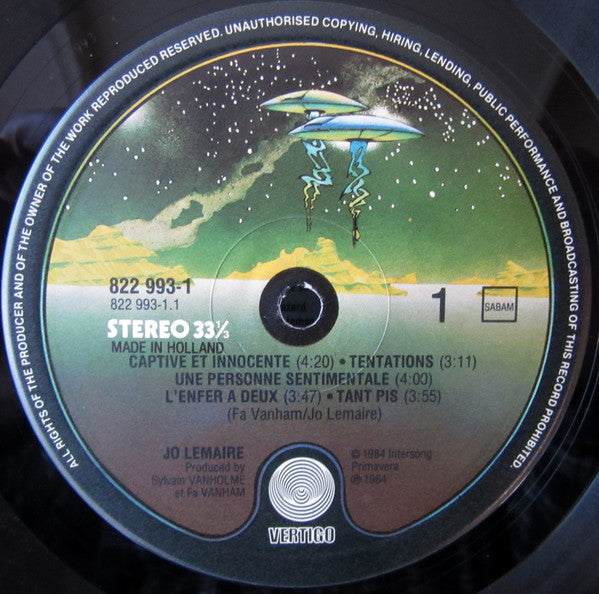 ALL RIGHTS OF THE PRODUCER AND OF THE OWNER OF THE WORK REPRODUCED RESERVED. UNAUTHORISED COPYING, HIRING, LENDING, PUBLIC PERFORMANCE AND BROADCASTING OF THIS RECORD PROHIBITED.
822 993-1
822 993-1.1
1
SABAM
STEREO 33⅓
MADE IN HOLLAND
CAPTIVE ET INNOCENTE (4:20) • TENTATIONS (3:11)
UNE PERSONNE SENTIMENTALE (4:00)
L'ENFER A DEUX (3:47) • TANT PIS (3:55)
(Fa Vanham/Jo Lemaire)
JO LEMAIRE
Produced by
Sylvain VANHOLME
et Fa VANHAM
© 1984 Intersong
Primavera
℗ 1984
VERTIGO